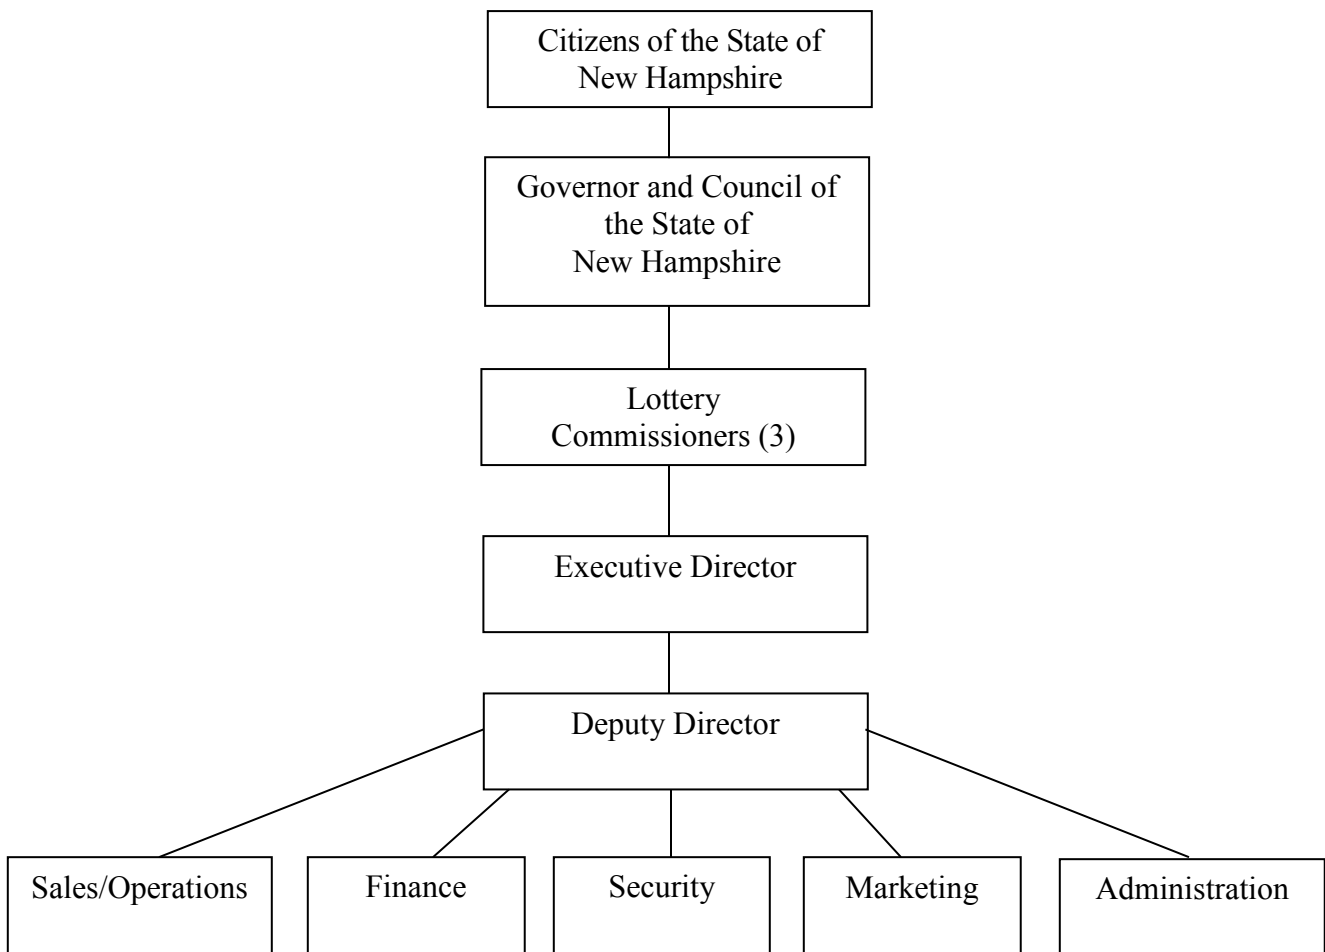 Citizens of the State of
New Hampshire
Governor and Council of
the State of
New Hampshire
Lottery
Commissioners (3)
Executive Director
Deputy Director
Sales/Operations
Finance
Security
Marketing
Administration